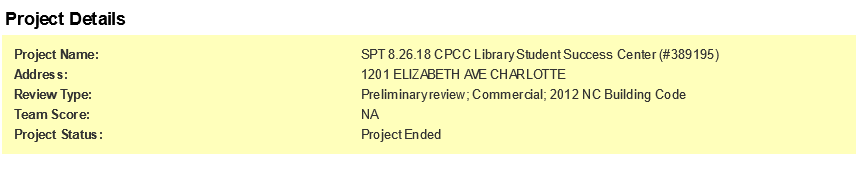 Project Details
Project Name: SPT 8.26.18 CPCC Library Student Success Center (#389195)
Address: 1201 ELIZABETH AVE CHARLOTTE
Review Type: Preliminary review; Commercial; 2012 NC Building Code
Team Score: NA
Project Status: Project Ended